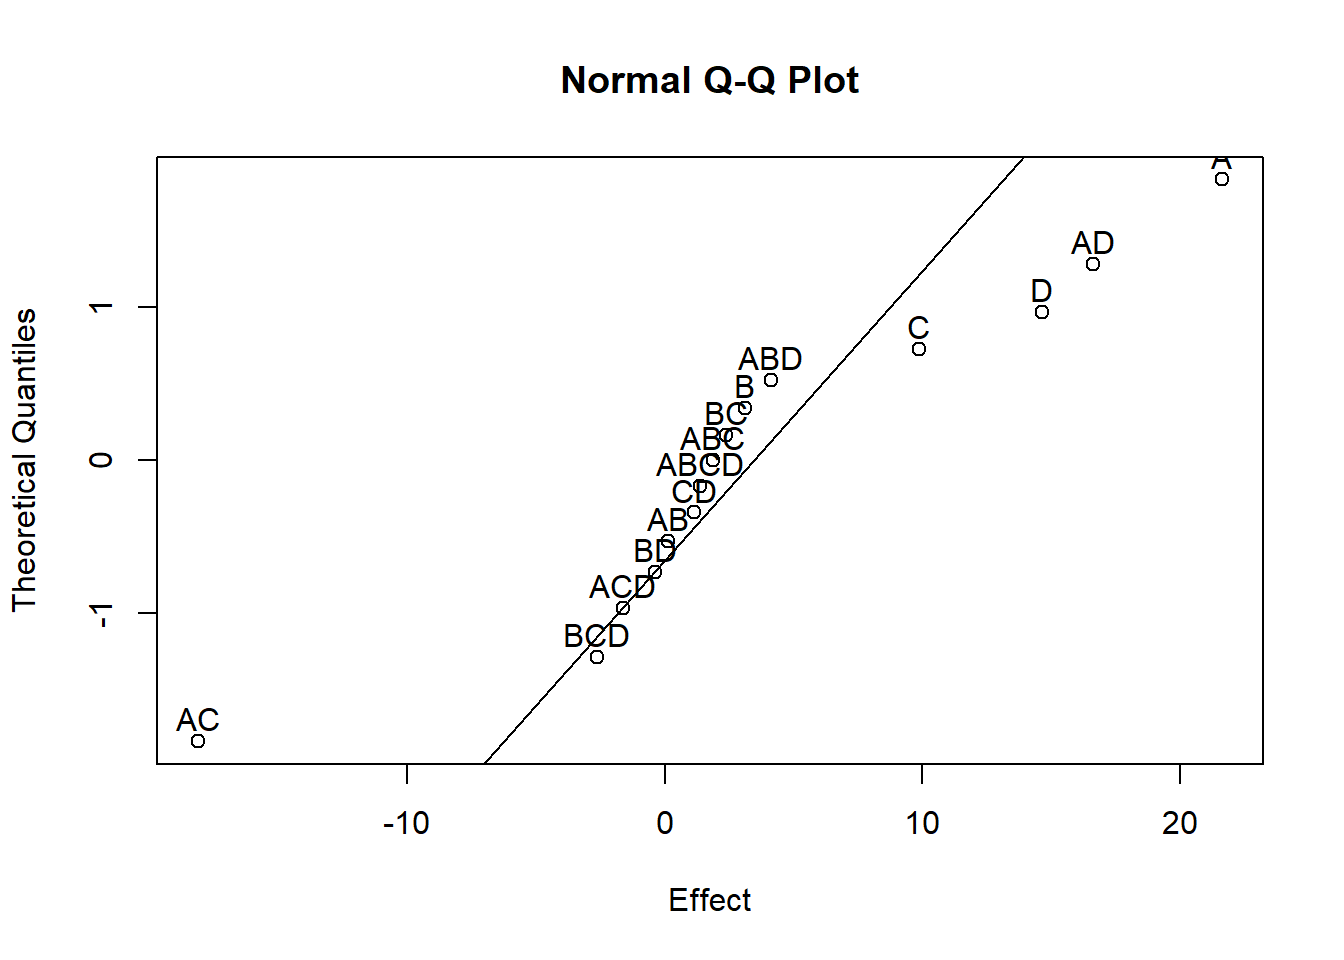 Normal Q-Q Plot
A
AD
D
C
ABD
B
BC
ABC
ABCD
CD
AB
BD
ACD
BCD
AC
Theoretical Quantiles
1
0
-1
-10
0
10
20
Effect